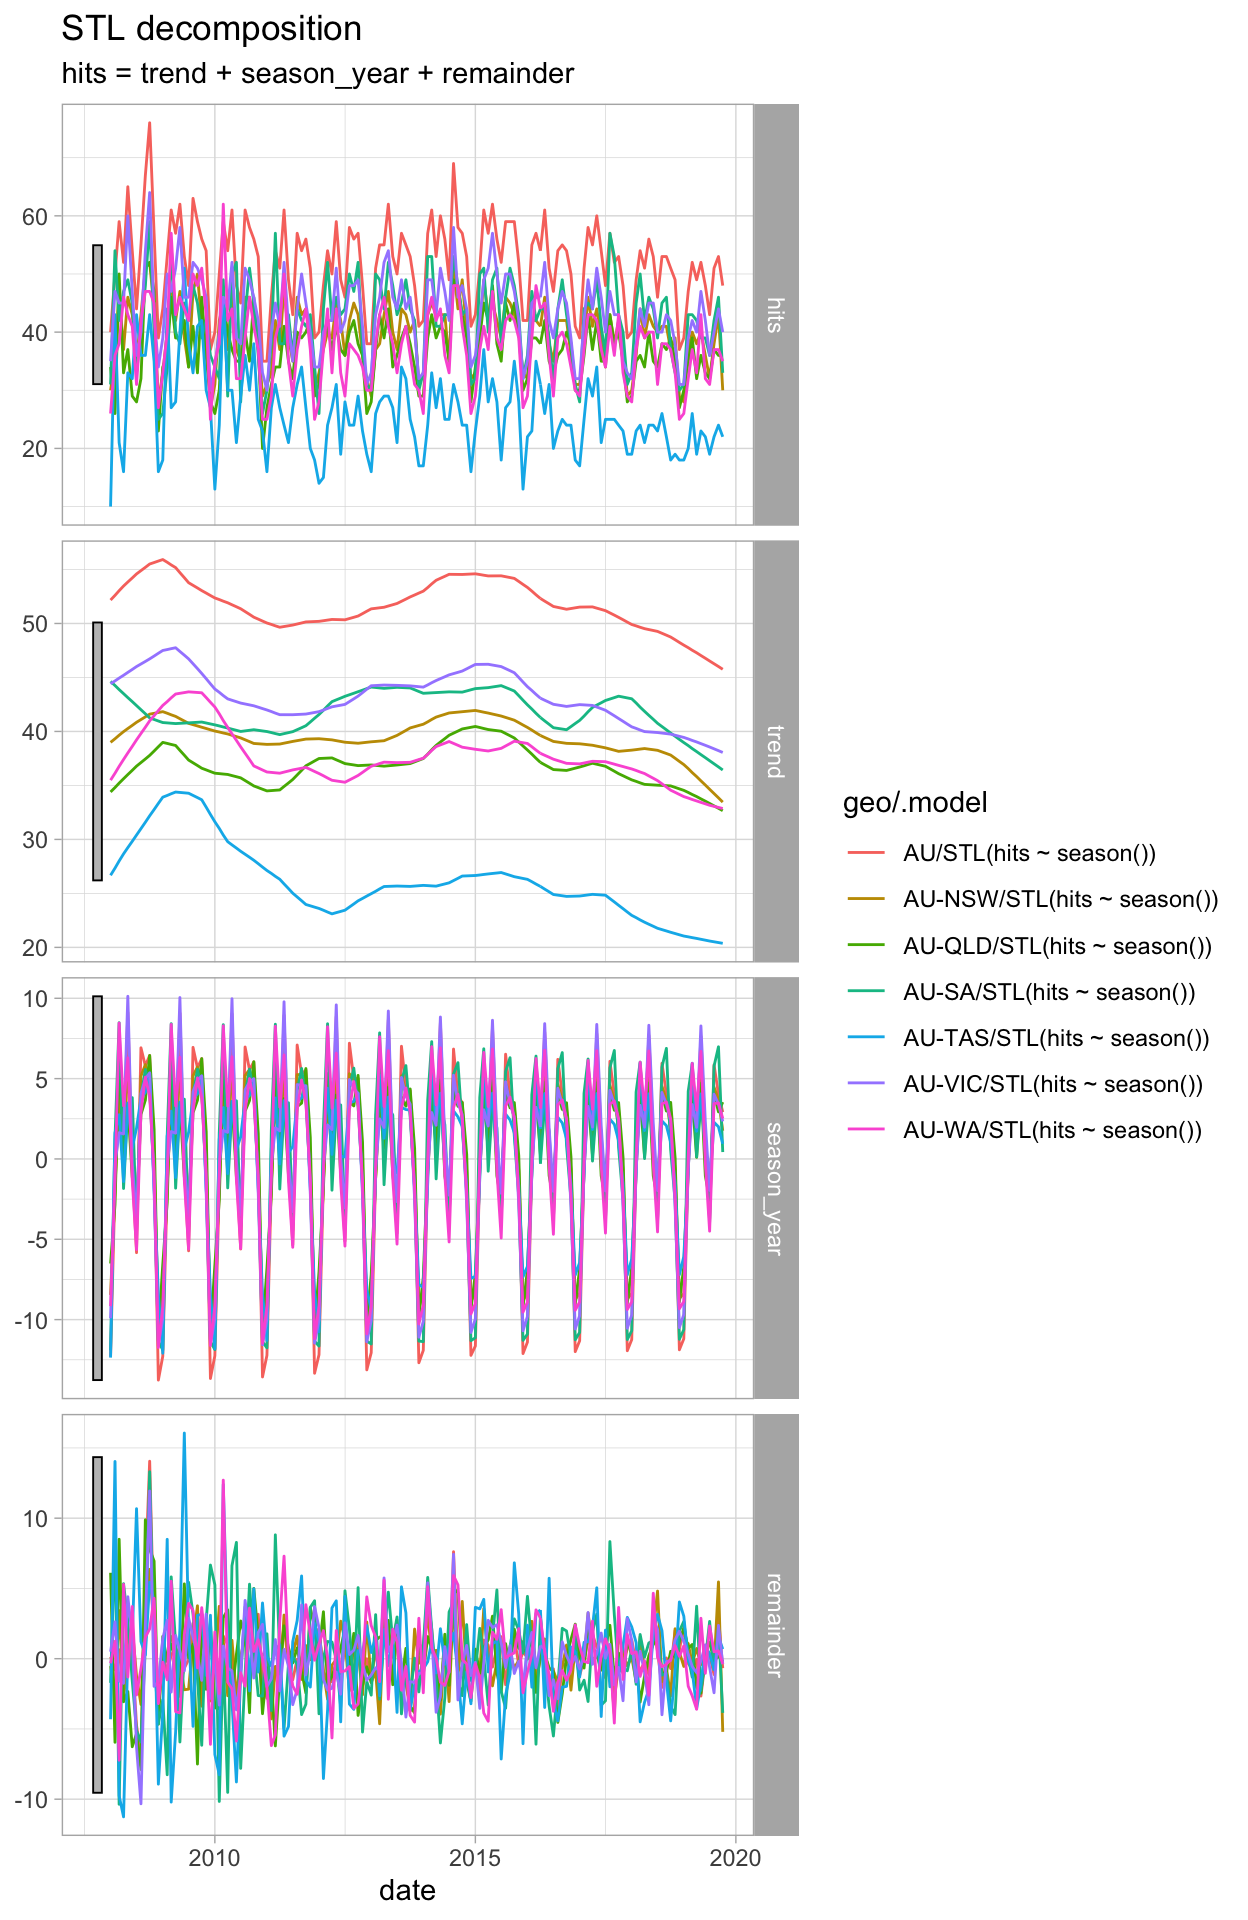 STL decomposition
hits = trend + season_year + remainder
60
40
20
hits
50
40
30
20
trend
10
5
0
-5
-10
season_year
10
0
-10
remainder
2010
2015
2020
date
geo/.model
AU/STL(hits ~ season())
AU-NSW/STL(hits ~ season())
AU-QLD/STL(hits ~ season())
AU-SA/STL(hits ~ season())
AU-TAS/STL(hits ~ season())
AU-VIC/STL(hits ~ season())
AU-WA/STL(hits ~ season())